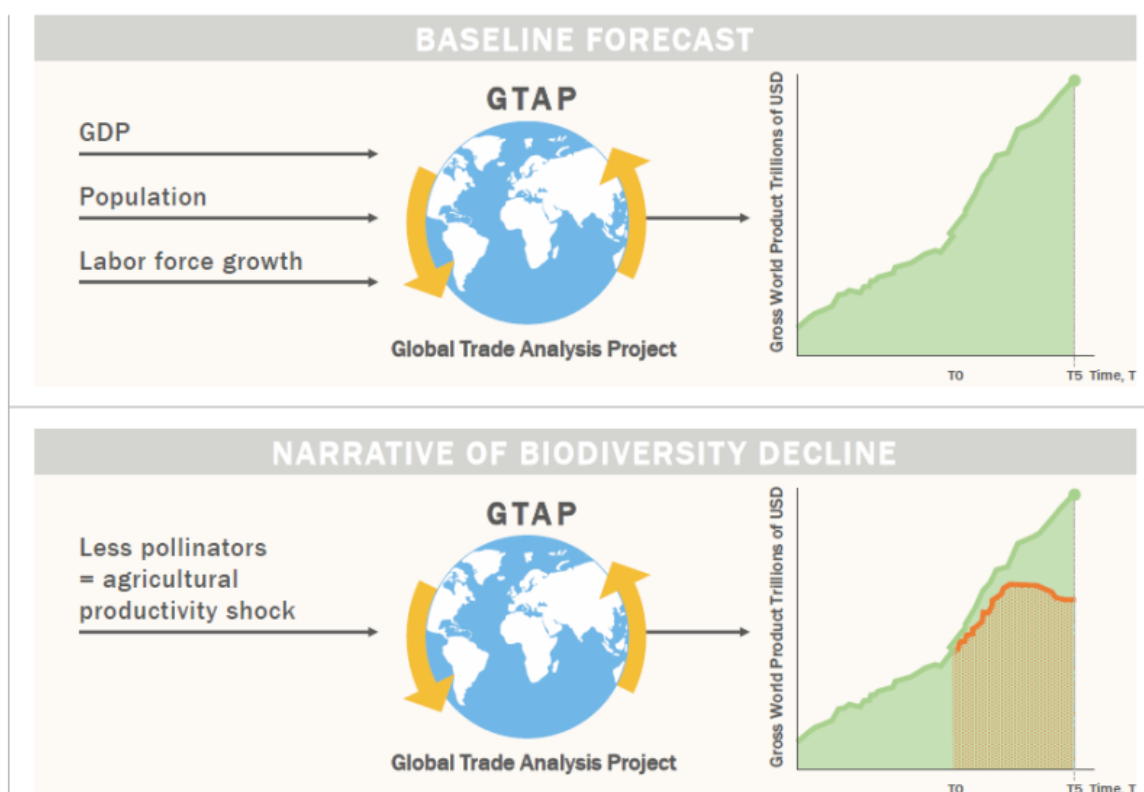 BASELINE FORECAST
GTAP
GDP
Population
Labor force growth
Global Trade Analysis Project
Gross World Product Trillions of USD
T0
T5 Time, T
NARRATIVE OF BIODIVERSITY DECLINE
GTAP
Less pollinators
= agricultural
productivity shock
Global Trade Analysis Project
Gross World Product Trillions of USD
T0
T5 Time, T